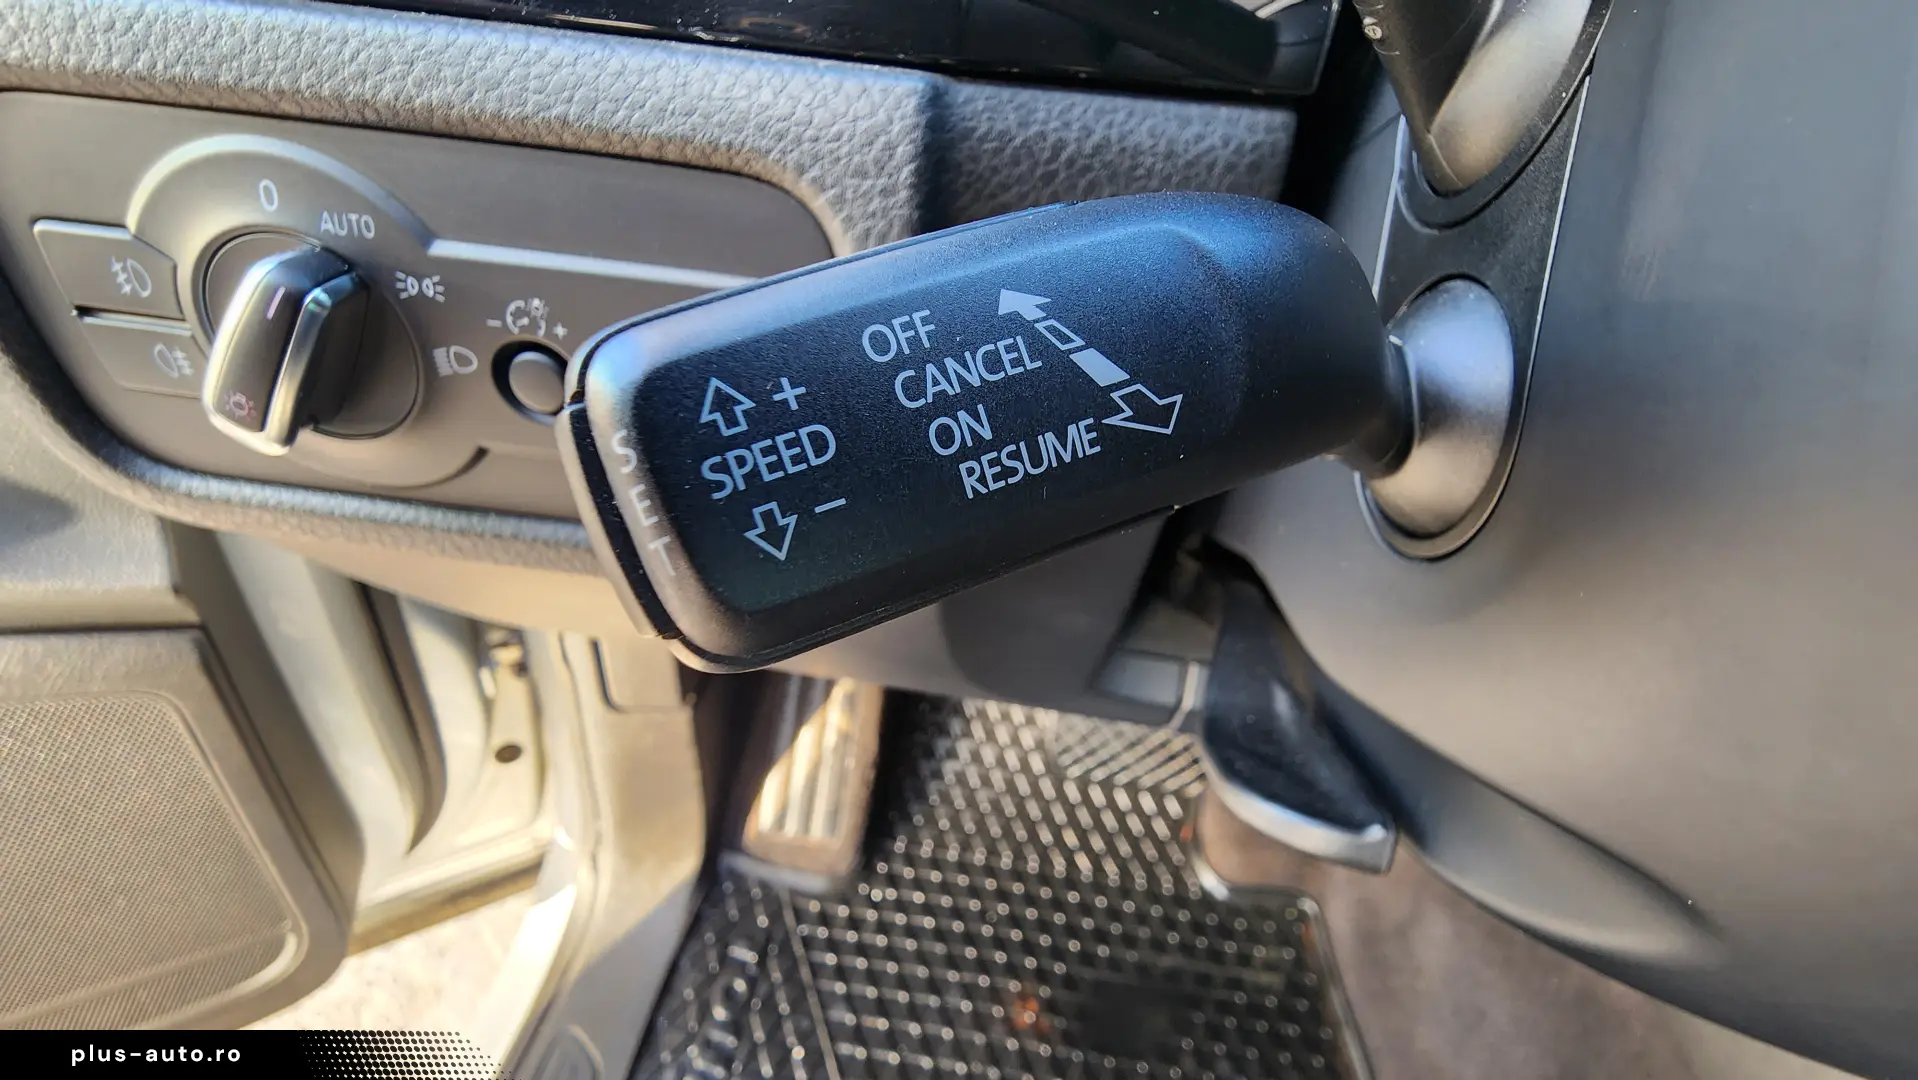 0
AUTO
- +
SET
+
SPEED
-
OFF
CANCEL
ON
RESUME
plus-auto.ro